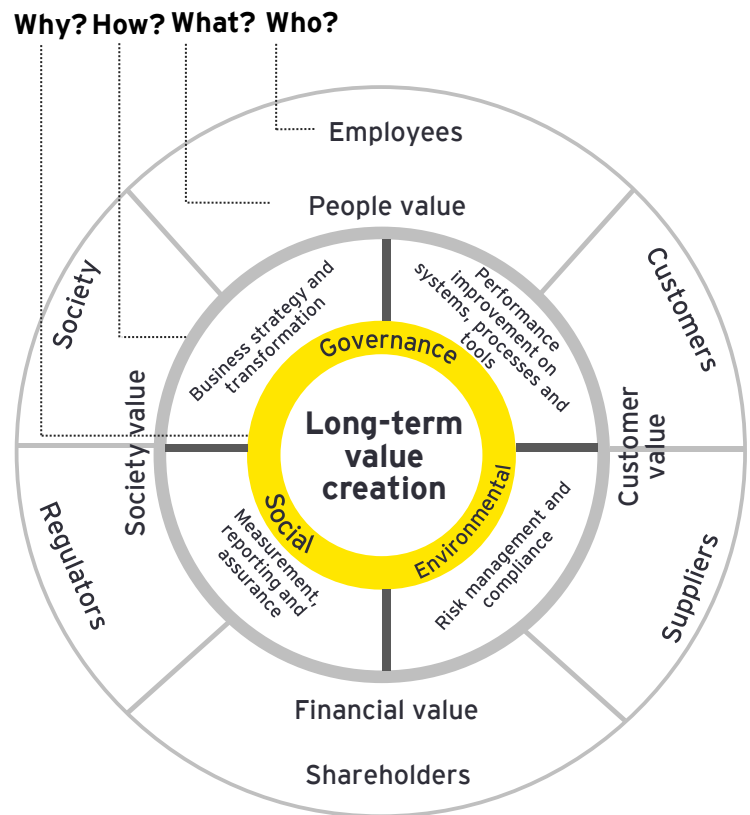 Why? How? What? Who?
Employees
People value
Society
Customers
Business strategy and
transformation
Performance
improvement on
systems, processes and
tools
Governance
Long-term
value
creation
Society value
Customer
value
Social
Environmental
Measurement,
reporting and
assurance
Risk management and
compliance
Regulators
Suppliers
Financial value
Shareholders